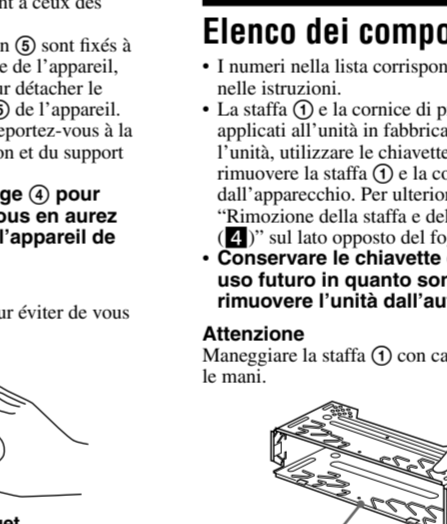 nt à ceux des
n ⑤ sont fixés à
e de l’appareil,
ur détacher le
⑤ de l’appareil.
eportez-vous à la
on et du support
ge ④ pour
ous en aurez
l’appareil de
ur éviter de vous
Elenco dei compo
• I numeri nella lista corrispon
nelle istruzioni.
• La staffa ① e la cornice di p
applicati all’unità in fabbrica
l’unità, utilizzare le chiavette
rimuovere la staffa ① e la co
dall’apparecchio. Per ulterior
“Rimozione della staffa e del
(4)” sul lato opposto del fo
• Conservare le chiavette
uso futuro in quanto son
rimuovere l’unità dall’au
Attenzione
Maneggiare la staffa ① con ca
le mani.